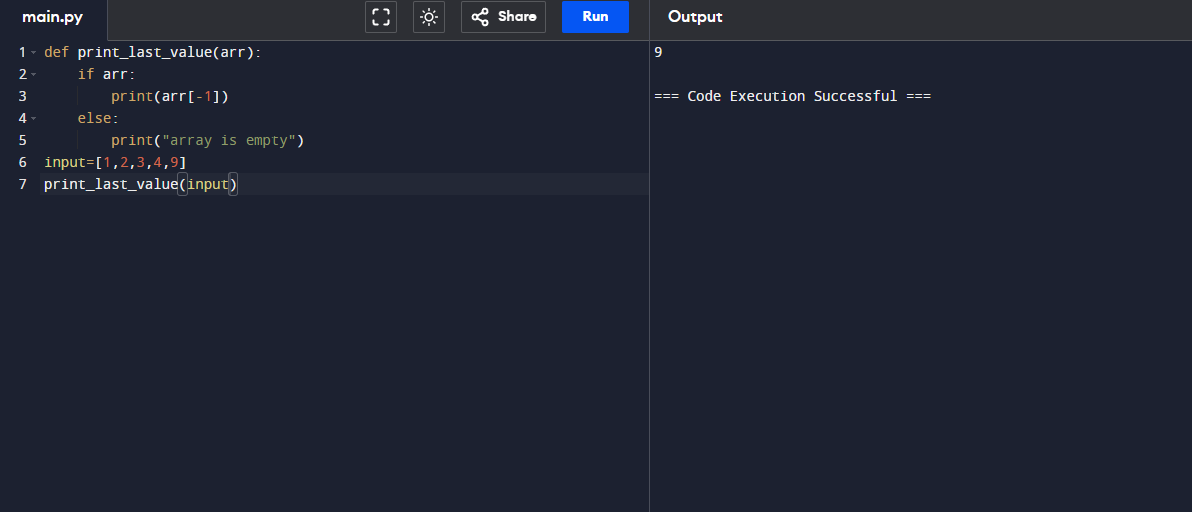 main.py
Share
Run
Output
1 def print_last_value(arr):
2     if arr:
3         print(arr[-1])
4     else:
5         print("array is empty")
6 input=[1,2,3,4,9]
7 print_last_value(input)
9
=== Code Execution Successful ===